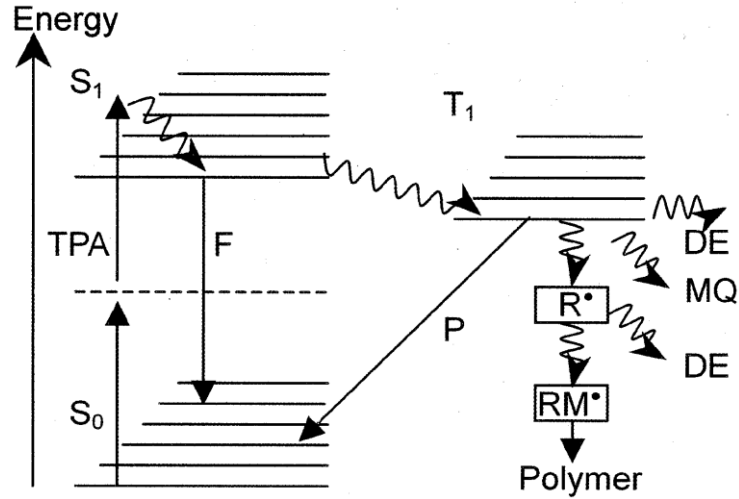 Energy
S₁
T₁
TPA
F
DE
MQ
R•
P
DE
S₀
RM•
Polymer